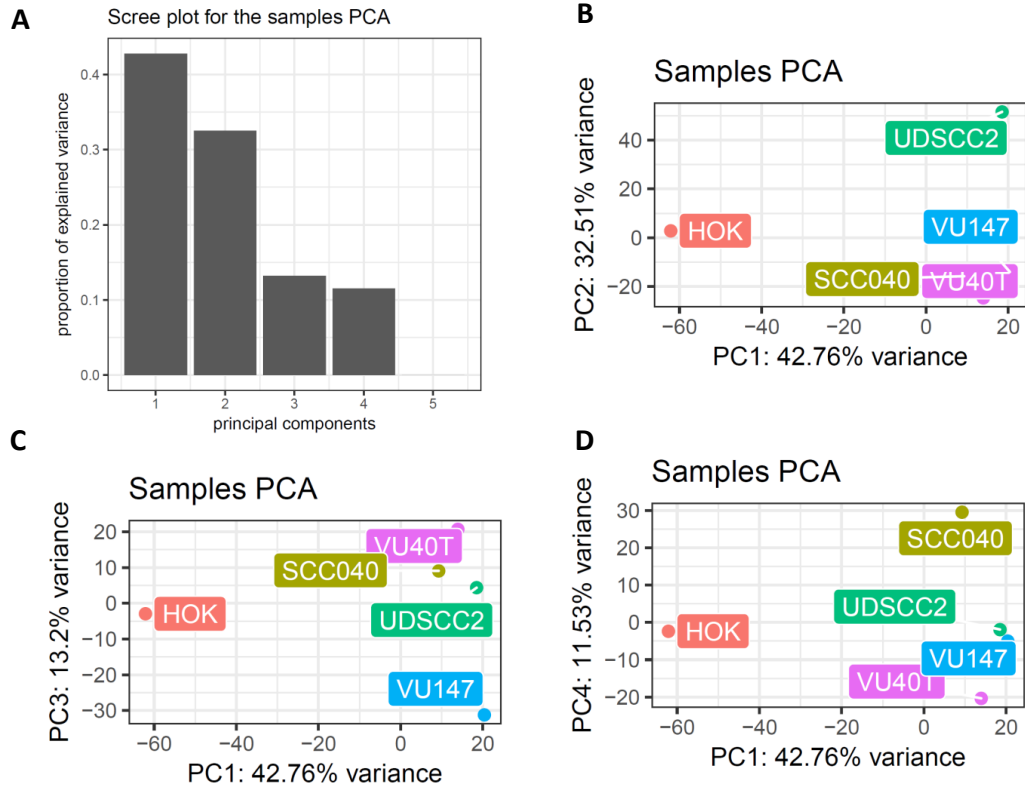 A
Scree plot for the samples PCA
proportion of explained variance
0.4
0.3
0.2
0.1
0.0
1 2 3 4 5
principal components
B
Samples PCA
PC2: 32.51% variance
40
20
0
−20
UDSCC2
VU147
HOK
SCC040
VU40T
−60 −40 −20 0 20
PC1: 42.76% variance
C
Samples PCA
PC3: 13.2% variance
20
10
0
−10
−20
−30
VU40T
SCC040
HOK
UDSCC2
VU147
−60 −40 −20 0 20
PC1: 42.76% variance
D
Samples PCA
PC4: 11.53% variance
30
20
10
0
−10
−20
SCC040
UDSCC2
HOK
VU147
VU40T
−60 −40 −20 0 20
PC1: 42.76% variance